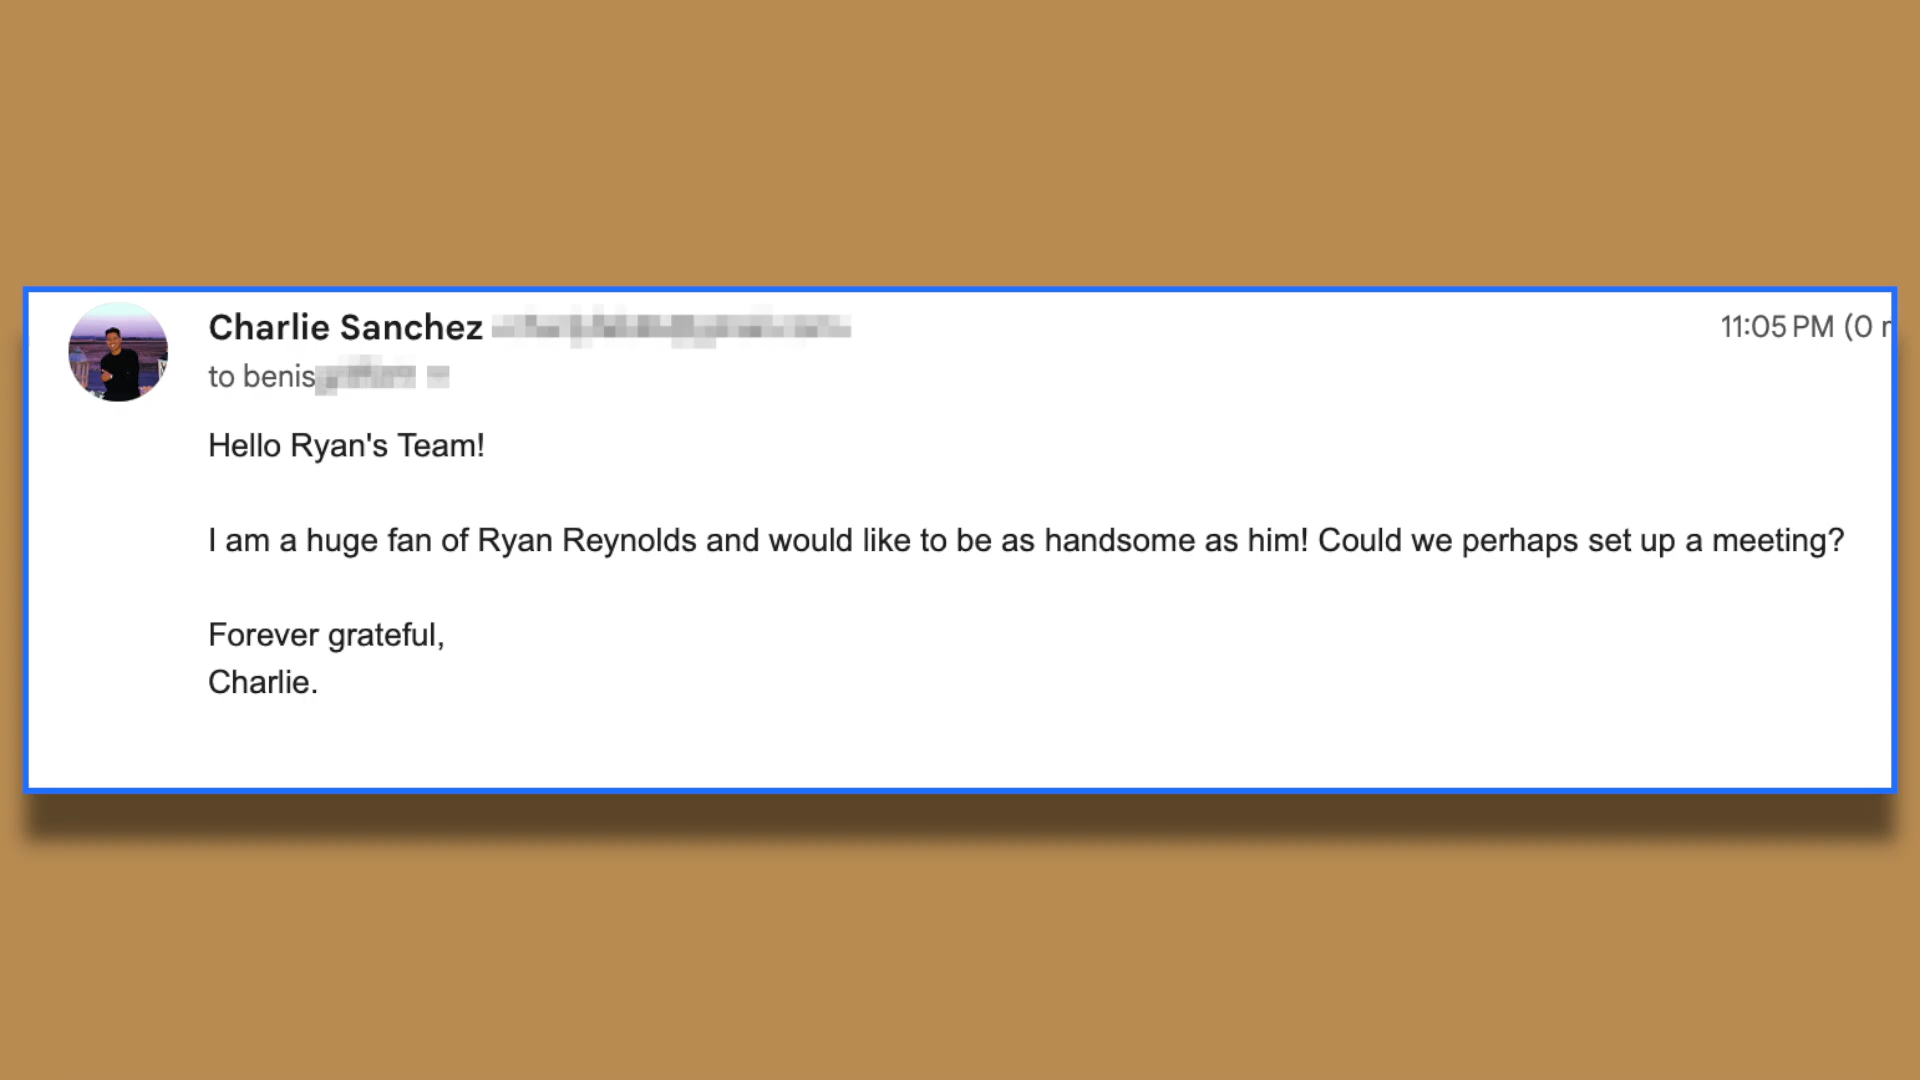 Charlie Sanchez
11:05 PM (0
to benis
Hello Ryan's Team!
I am a huge fan of Ryan Reynolds and would like to be as handsome as him! Could we perhaps set up a meeting?
Forever grateful,
Charlie.